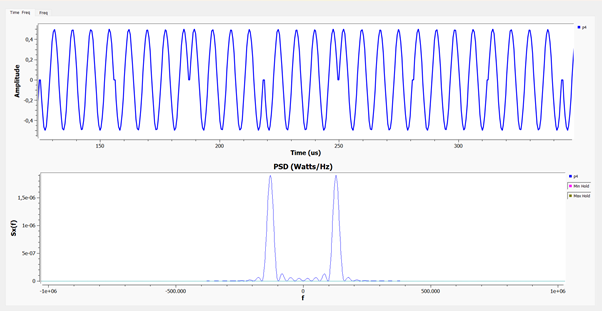 Time Freq Freq
0,4
0,2
0
-0,2
-0,4
Amplitude
p4
150 200 250 300
Time (us)
PSD (Watts/Hz)
1,5e-06
1e-06
5e-07
0
Sx(f)
p4
Min Hold
Max Hold
-1e+06 -500.000 0 500.000 1e+06
f